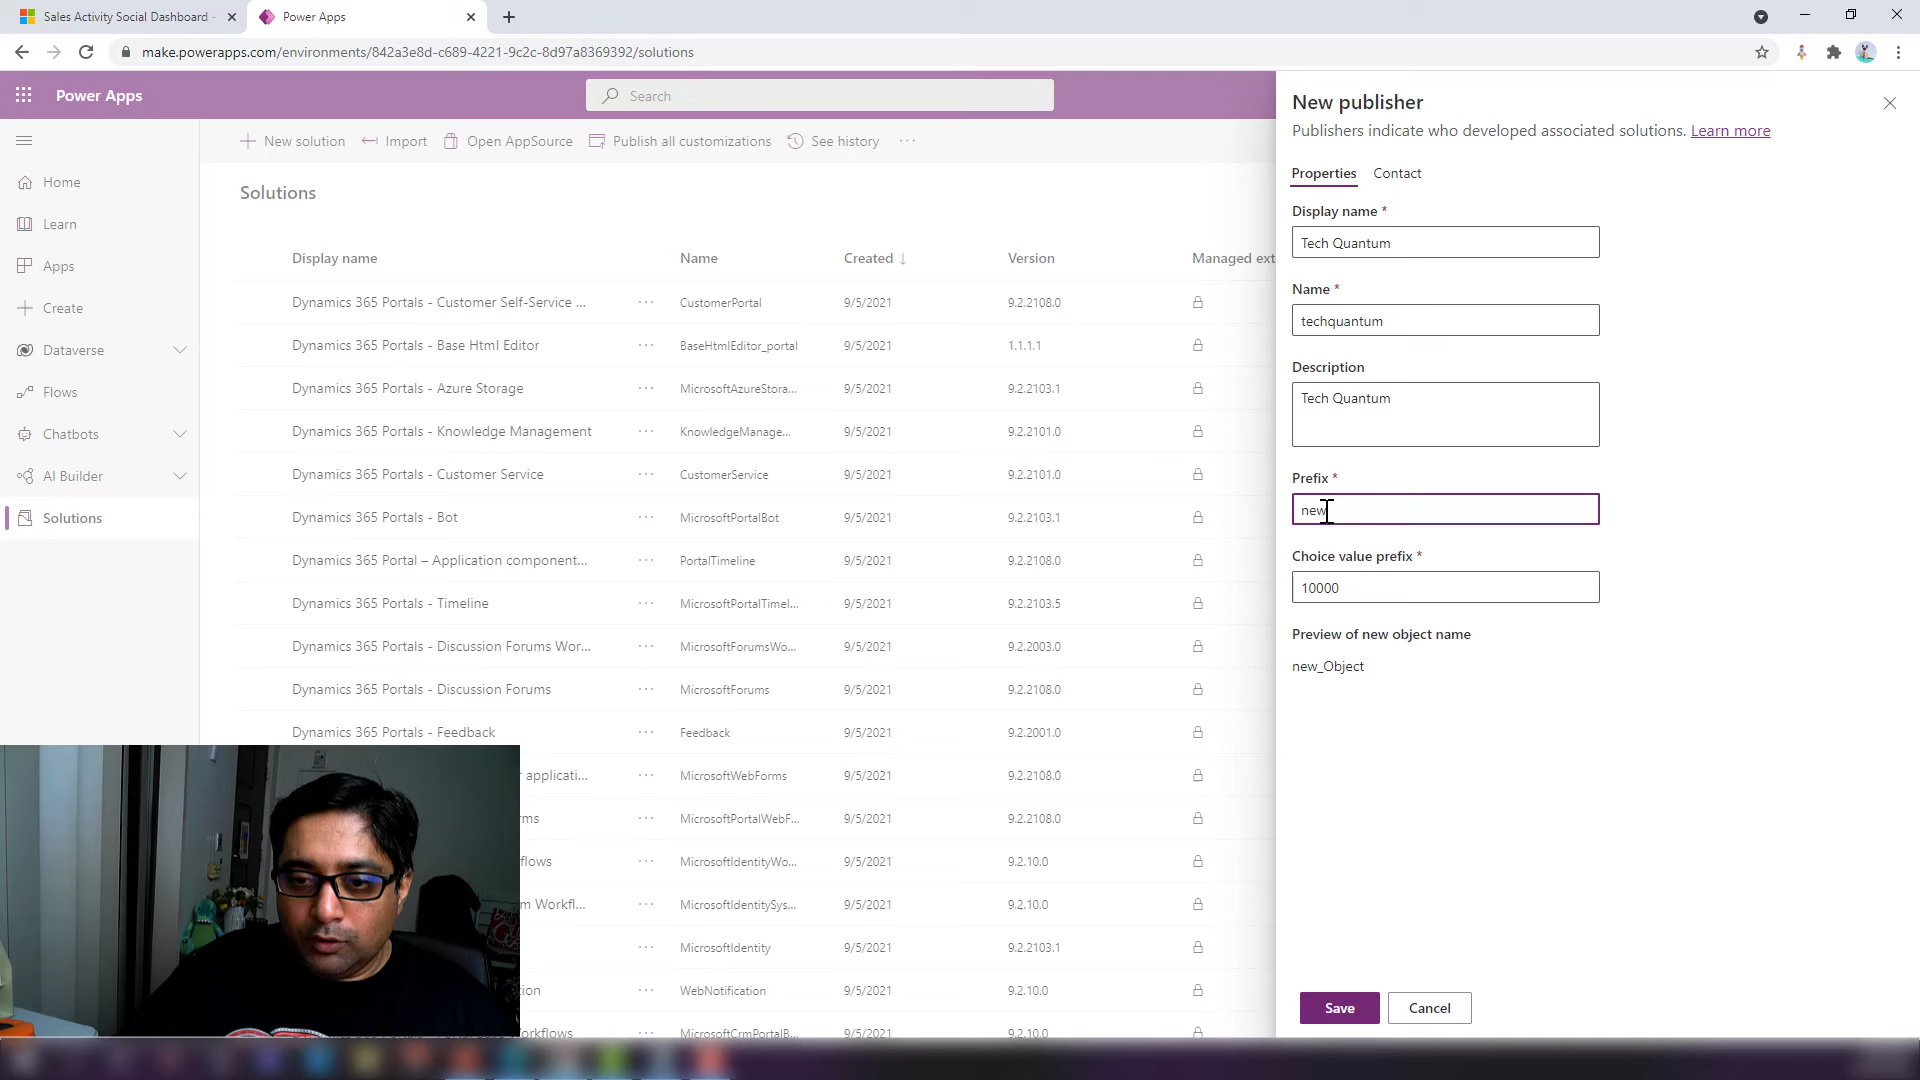 Sales Activity Social Dashboard -
Power Apps
make.powerapps.com/environments/842a3e8d-c689-4221-9c2c-8d97a8369392/solutions
Power Apps
Search
New solution
Import
Open AppSource
Publish all customizations
See history
Home
Learn
Apps
Create
Dataverse
Flows
Chatbots
AI Builder
Solutions
Solutions
Display name Name Created ↓ Version Managed ext
Dynamics 365 Portals - Customer Self-Service ... CustomerPortal 9/5/2021 9.2.2108.0
Dynamics 365 Portals - Base Html Editor BaseHtmlEditor_portal 9/5/2021 1.1.1.1
Dynamics 365 Portals - Azure Storage MicrosoftAzureStora... 9/5/2021 9.2.2103.1
Dynamics 365 Portals - Knowledge Management KnowledgeManage... 9/5/2021 9.2.2101.0
Dynamics 365 Portals - Customer Service CustomerService 9/5/2021 9.2.2101.0
Dynamics 365 Portals - Bot MicrosoftPortalBot 9/5/2021 9.2.2103.1
Dynamics 365 Portal – Application component... PortalTimeline 9/5/2021 9.2.2108.0
Dynamics 365 Portals - Timeline MicrosoftPortalTimel... 9/5/2021 9.2.2103.5
Dynamics 365 Portals - Discussion Forums Wor... MicrosoftForumsWo... 9/5/2021 9.2.2003.0
Dynamics 365 Portals - Discussion Forums MicrosoftForums 9/5/2021 9.2.2108.0
Dynamics 365 Portals - Feedback Feedback 9/5/2021 9.2.2001.0
r applicati... MicrosoftWebForms 9/5/2021 9.2.2108.0
ms MicrosoftPortalWebF... 9/5/2021 9.2.2108.0
flows MicrosoftIdentityWo... 9/5/2021 9.2.10.0
m Workfl... MicrosoftIdentitySys... 9/5/2021 9.2.10.0
MicrosoftIdentity 9/5/2021 9.2.2103.1
tion WebNotification 9/5/2021 9.2.10.0
orkflows MicrosoftCrmPortalB... 9/5/2021 9.2.10.0
New publisher
Publishers indicate who developed associated solutions. Learn more
Properties Contact
Display name *
Tech Quantum
Name *
techquantum
Description
Tech Quantum
Prefix *
new
Choice value prefix *
10000
Preview of new object name
new_Object
Save Cancel